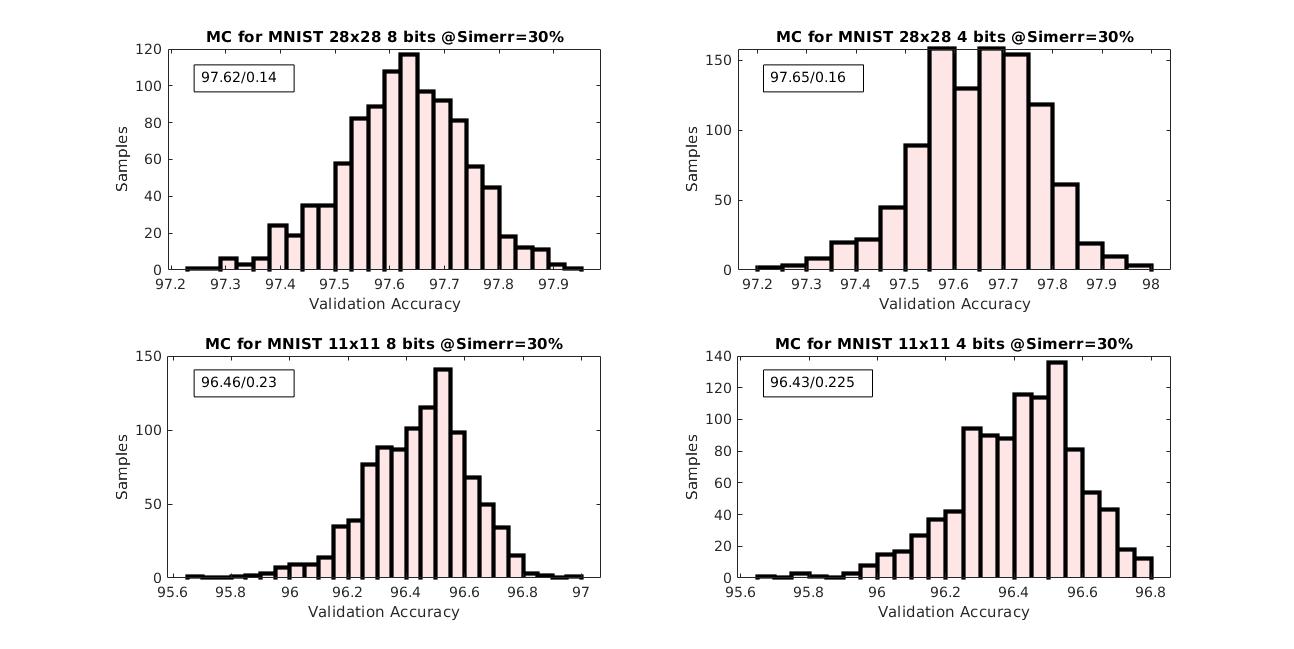 MC for MNIST 28x28 8 bits @Simerr=30%
97.62/0.14
120
100
80
60
40
20
0
Samples
97.2 97.3 97.4 97.5 97.6 97.7 97.8 97.9
Validation Accuracy
MC for MNIST 28x28 4 bits @Simerr=30%
97.65/0.16
150
100
50
0
Samples
97.2 97.3 97.4 97.5 97.6 97.7 97.8 97.9 98
Validation Accuracy
MC for MNIST 11x11 8 bits @Simerr=30%
96.46/0.23
150
100
50
0
Samples
95.6 95.8 96 96.2 96.4 96.6 96.8 97
Validation Accuracy
MC for MNIST 11x11 4 bits @Simerr=30%
96.43/0.225
140
120
100
80
60
40
20
0
Samples
95.6 95.8 96 96.2 96.4 96.6 96.8
Validation Accuracy